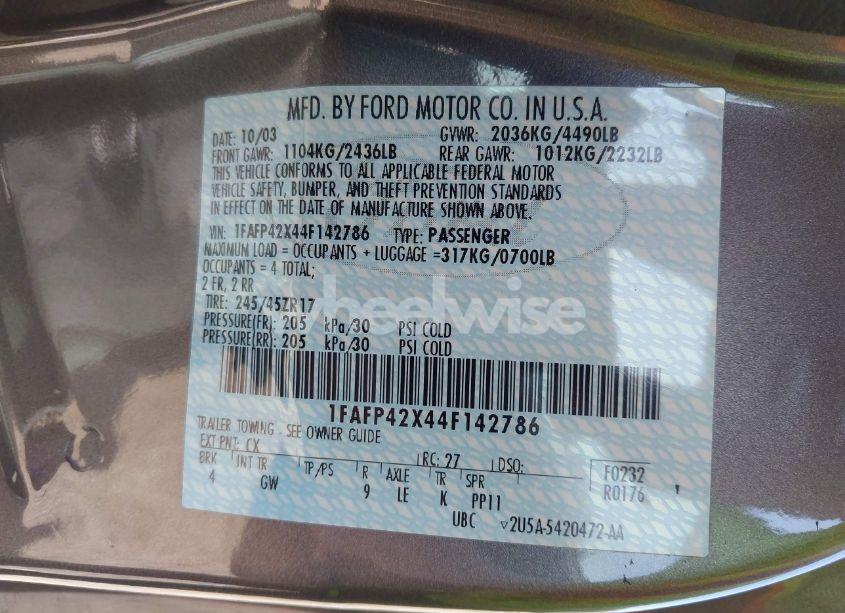 MFD. BY FORD MOTOR CO. IN U.S.A.
DATE: 10/03 GVWR: 2036KG/4490LB
FRONT GAWR: 1104KG/2436LB REAR GAWR: 1012KG/2232LB
THIS VEHICLE CONFORMS TO ALL APPLICABLE FEDERAL MOTOR
VEHICLE SAFETY, BUMPER, AND THEFT PREVENTION STANDARDS
IN EFFECT ON THE DATE OF MANUFACTURE SHOWN ABOVE.
VIN: 1FAFP42X44F142786 TYPE: PASSENGER
MAXIMUM LOAD = OCCUPANTS + LUGGAGE =317KG/0700LB
OCCUPANTS = 4 TOTAL;
2 FR, 2 RR
TIRE: 245/45ZR17
wheelwise
PRESSURE(FR): 205 kPa/30 PSI COLD
PRESSURE(RR): 205 kPa/30 PSI COLD
1FAFP42X44F142786
TRAILER TOWING - SEE OWNER GUIDE
EXT PNT: CX RC: 27 DSO:
BRK INT TR TP/PS R AXLE TR SPR F0232
4 GW 9 LE K PP11 R0176
UBC ▽2U5A-5420472-AA